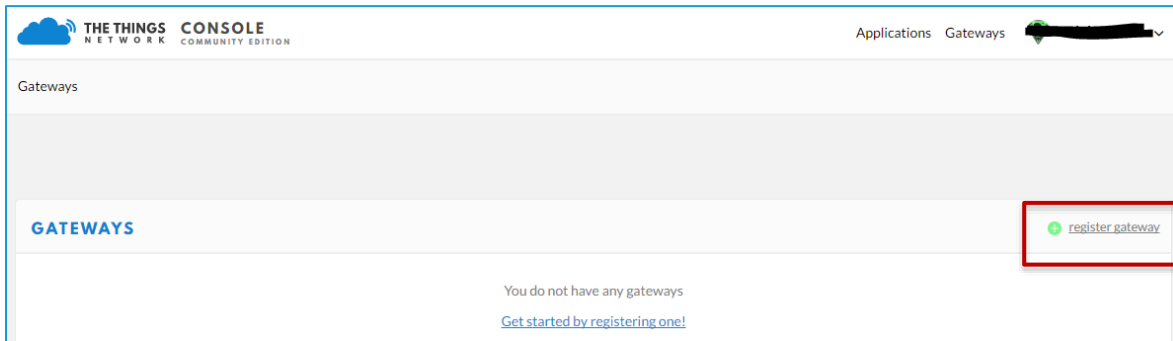 THE THINGS CONSOLE
NETWORK COMMUNITY EDITION
Applications Gateways
Gateways
GATEWAYS
register gateway
You do not have any gateways
Get started by registering one!